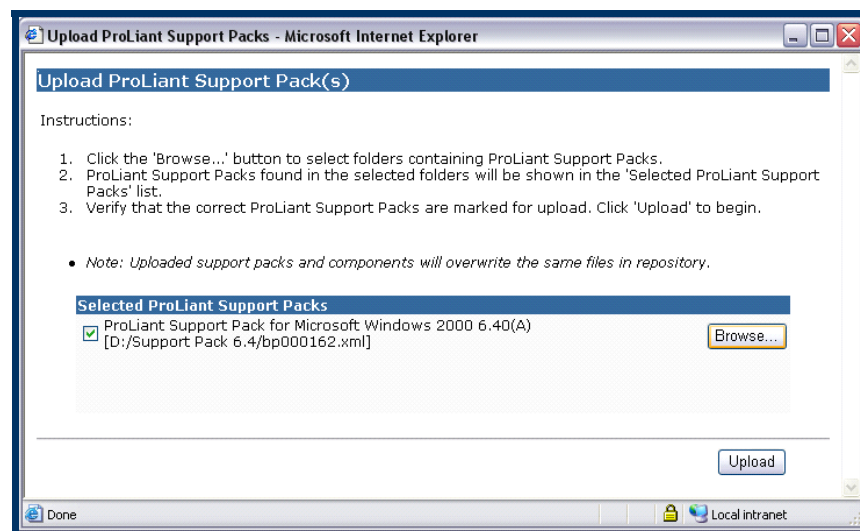 Upload ProLiant Support Packs - Microsoft Internet Explorer
Upload ProLiant Support Pack(s)
Instructions:
1. Click the 'Browse...' button to select folders containing ProLiant Support Packs.
2. ProLiant Support Packs found in the selected folders will be shown in the 'Selected ProLiant Support
Packs' list.
3. Verify that the correct ProLiant Support Packs are marked for upload. Click 'Upload' to begin.
• Note: Uploaded support packs and components will overwrite the same files in repository.
Selected ProLiant Support Packs
ProLiant Support Pack for Microsoft Windows 2000 6.40(A)
[D:/Support Pack 6.4/bp000162.xml]
Browse...
Upload
Done
Local intranet